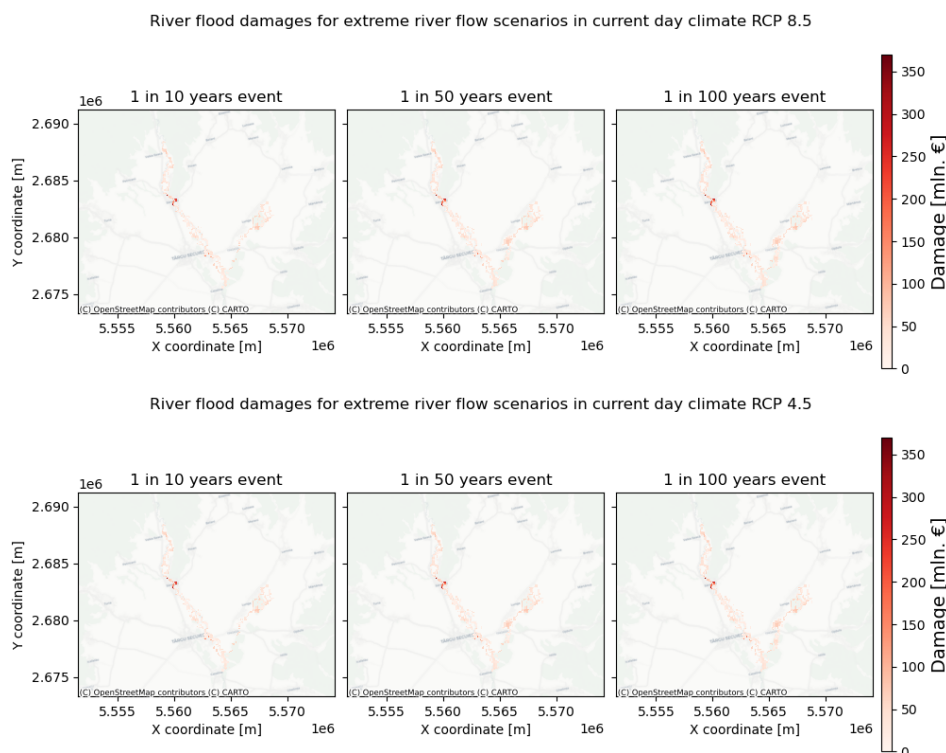 River flood damages for extreme river flow scenarios in current day climate RCP 8.5
1 in 10 years event
1 in 50 years event
1 in 100 years event
1e6
2.690
2.685
2.680
2.675
Y coordinate [m]
(C) OpenStreetMap contributors (C) CARTO
(C) OpenStreetMap contributors (C) CARTO
(C) OpenStreetMap contributors (C) CARTO
5.555 5.560 5.565 5.570
5.555 5.560 5.565 5.570
5.555 5.560 5.565 5.570
X coordinate [m] 1e6
X coordinate [m] 1e6
X coordinate [m] 1e6
350
300
250
200
150
100
50
0
Damage [mln. €]
River flood damages for extreme river flow scenarios in current day climate RCP 4.5
1 in 10 years event
1 in 50 years event
1 in 100 years event
1e6
2.690
2.685
2.680
2.675
Y coordinate [m]
(C) OpenStreetMap contributors (C) CARTO
(C) OpenStreetMap contributors (C) CARTO
(C) OpenStreetMap contributors (C) CARTO
5.555 5.560 5.565 5.570
5.555 5.560 5.565 5.570
5.555 5.560 5.565 5.570
X coordinate [m] 1e6
X coordinate [m] 1e6
X coordinate [m] 1e6
350
300
250
200
150
100
50
0
Damage [mln. €]